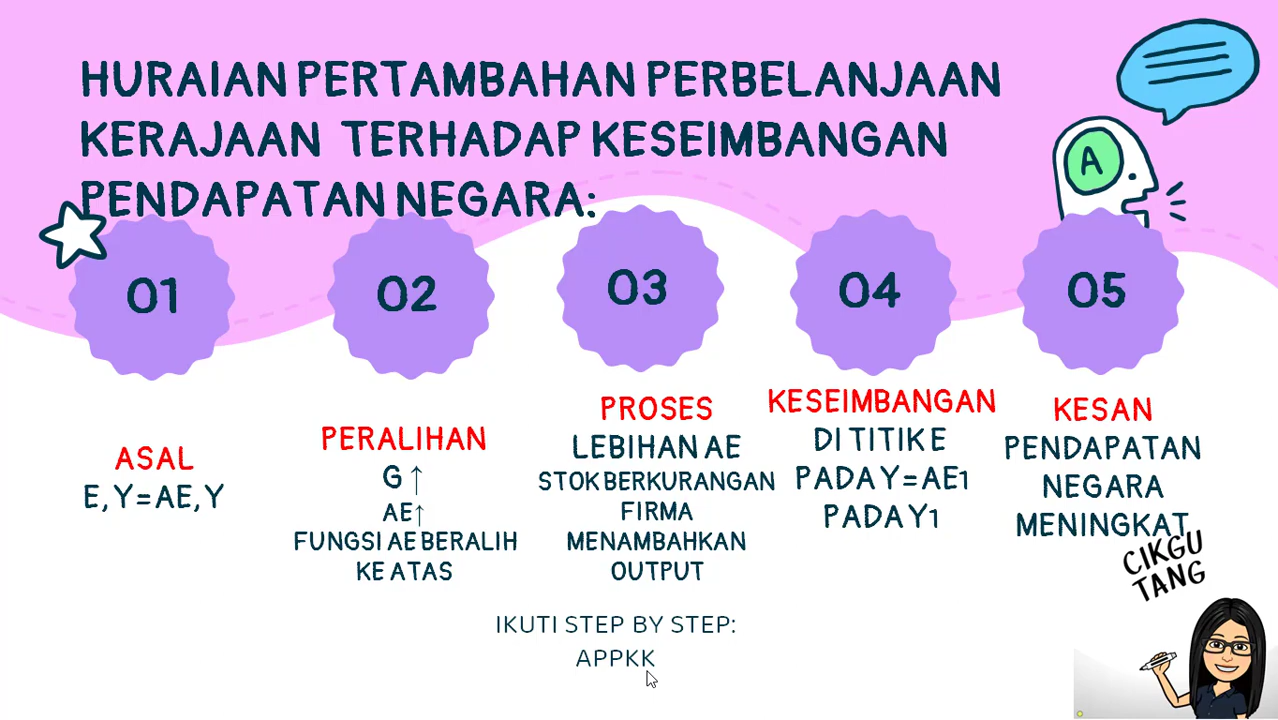 HURAIAN PERTAMBAHAN PERBELANJAAN
KERAJAAN TERHADAP KESEIMBANGAN
PENDAPATAN NEGARA:
A
01
ASAL
E, Y=AE, Y
02
PERALIHAN
G ↑
AE↑
FUNGSI AE BERALIH
KE ATAS
03
PROSES
LEBIHAN AE
STOK BERKURANGAN
FIRMA
MENAMBAHKAN
OUTPUT
04
KESEIMBANGAN
DI TITIK E
PADA Y=AE1
PADA Y1
05
KESAN
PENDAPATAN
NEGARA
MENINGKAT
CIKGU
TANG
IKUTI STEP BY STEP:
APPKK